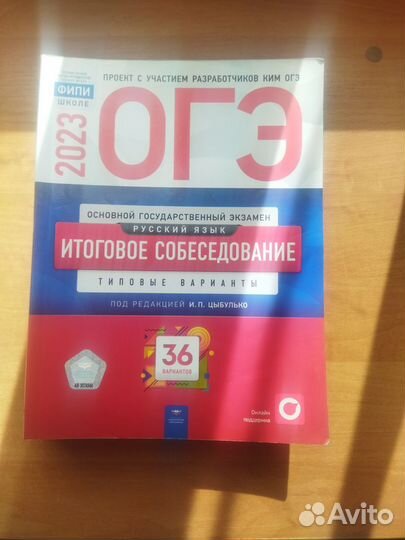 ПРОЕКТ С УЧАСТИЕМ РАЗРАБОТЧИКОВ КИМ ОГЭ
ФИПИ
ШКОЛЕ
2023
ОГЭ
ОСНОВНОЙ ГОСУДАРСТВЕННЫЙ ЭКЗАМЕН
РУССКИЙ ЯЗЫК
ИТОГОВОЕ СОБЕСЕДОВАНИЕ
ТИПОВЫЕ ВАРИАНТЫ
ПОД РЕДАКЦИЕЙ И.П. ЦЫБУЛЬКО
36
ВАРИАНТОВ
Онлайн
поддержка
Avito